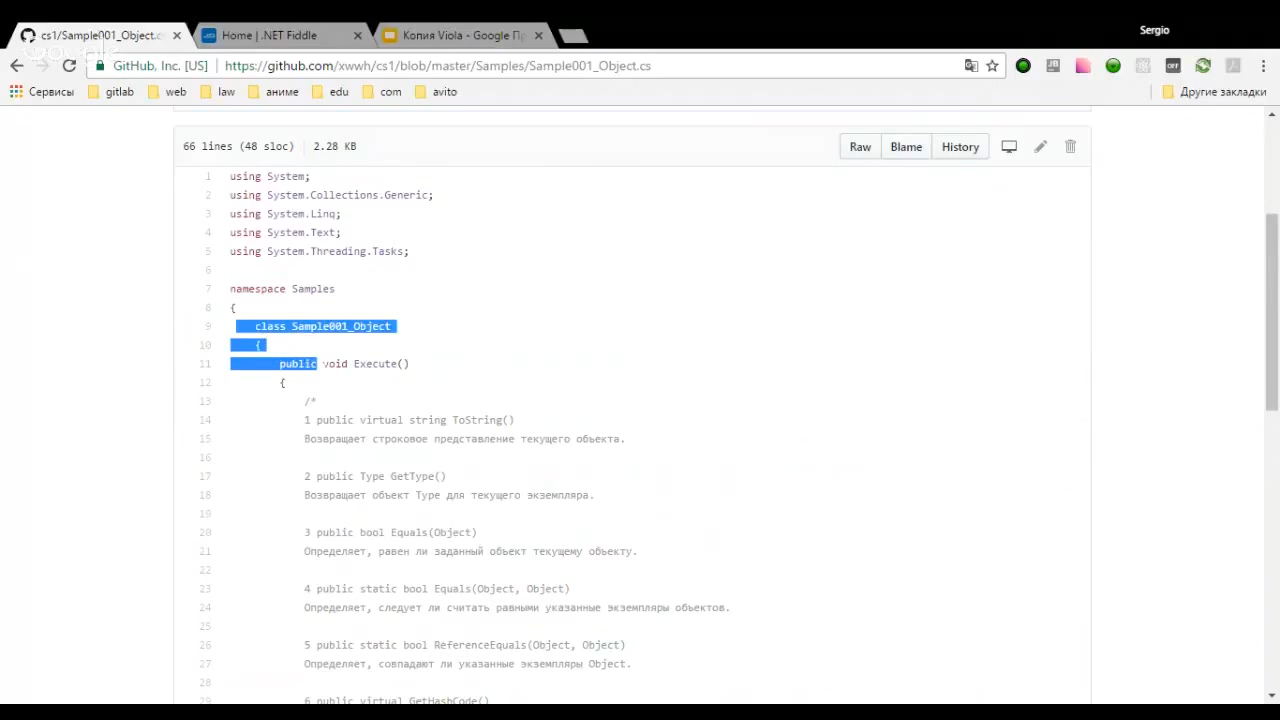 Sergio
cs1/Sample001_Object.c
Home | .NET Fiddle
Копия Viola - Google П
GitHub, Inc. [US]
https://github.com/xwwh/cs1/blob/master/Samples/Sample001_Object.cs
JB
OFF
Сервисы
gitlab
web
law
аниме
edu
com
avito
Другие закладки
66 lines (48 sloc)
2.28 KB
Raw
Blame
History
1 using System;
2 using System.Collections.Generic;
3 using System.Linq;
4 using System.Text;
5 using System.Threading.Tasks;
6
7 namespace Samples
8 {
9 class Sample001_Object
10 {
11 public void Execute()
12 {
13 /*
14 1 public virtual string ToString()
15 Возвращает строковое представление текущего объекта.
16
17 2 public Type GetType()
18 Возвращает объект Type для текущего экземпляра.
19
20 3 public bool Equals(Object)
21 Определяет, равен ли заданный объект текущему объекту.
22
23 4 public static bool Equals(Object, Object)
24 Определяет, следует ли считать равными указанные экземпляры объектов.
25
26 5 public static bool ReferenceEquals(Object, Object)
27 Определяет, совпадают ли указанные экземпляры Object.
28
29 6 public virtual GetHashCode()